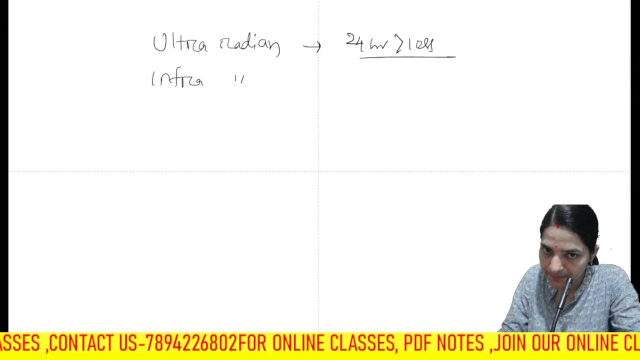 Ultra radian → 24 hr > less
Infra "
ASSES ,CONTACT US-7894226802FOR ONLINE CLASSES, PDF NOTES ,JOIN OUR ONLINE CL